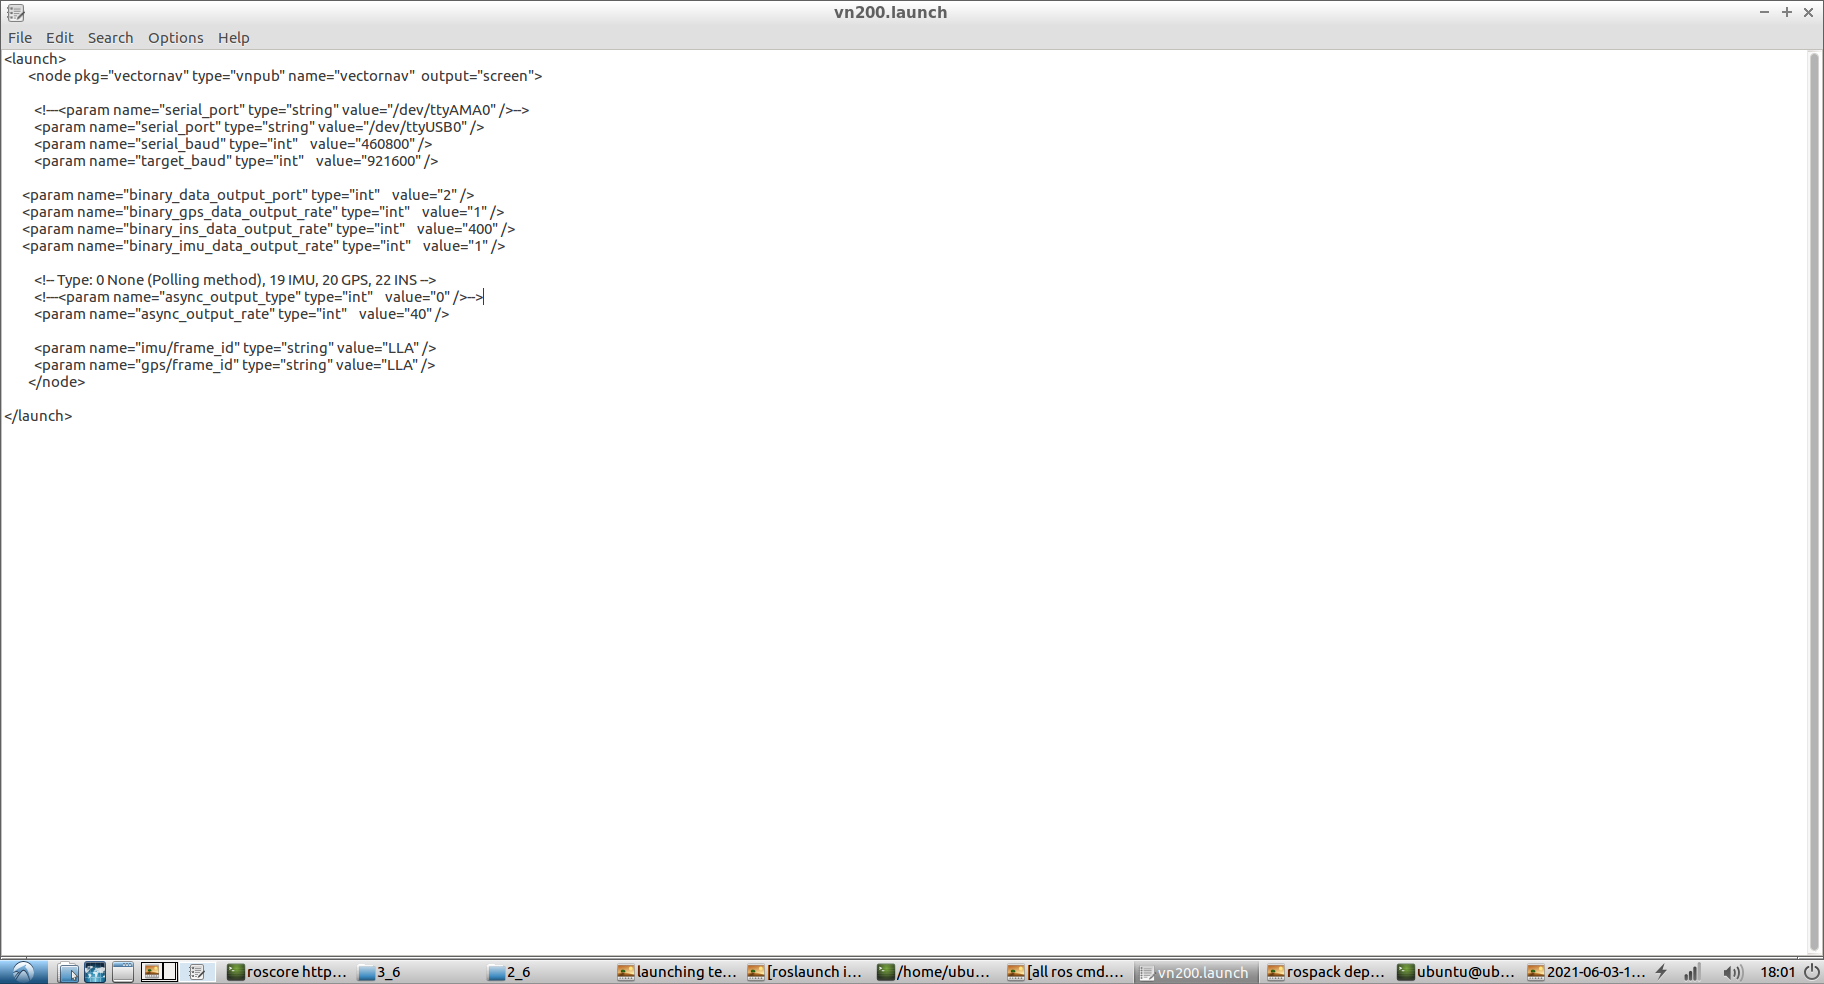 vn200.launch
File Edit Search Options Help
<launch>
<node pkg="vectornav" type="vnpub" name="vectornav" output="screen">
<!--<param name="serial_port" type="string" value="/dev/ttyAMA0" />-->
<param name="serial_port" type="string" value="/dev/ttyUSB0" />
<param name="serial_baud" type="int" value="460800" />
<param name="target_baud" type="int" value="921600" />
<param name="binary_data_output_port" type="int" value="2" />
<param name="binary_gps_data_output_rate" type="int" value="1" />
<param name="binary_ins_data_output_rate" type="int" value="400" />
<param name="binary_imu_data_output_rate" type="int" value="1" />
<!-- Type: 0 None (Polling method), 19 IMU, 20 GPS, 22 INS -->
<!--<param name="async_output_type" type="int" value="0" />-->
<param name="async_output_rate" type="int" value="40" />
<param name="imu/frame_id" type="string" value="LLA" />
<param name="gps/frame_id" type="string" value="LLA" />
</node>
</launch>
roscore http... 3_6 2_6 launching te... [roslaunch i... /home/ubu... [all ros cmd.... vn200.launch rospack dep... ubuntu@ub... 2021-06-03-1... 18:01